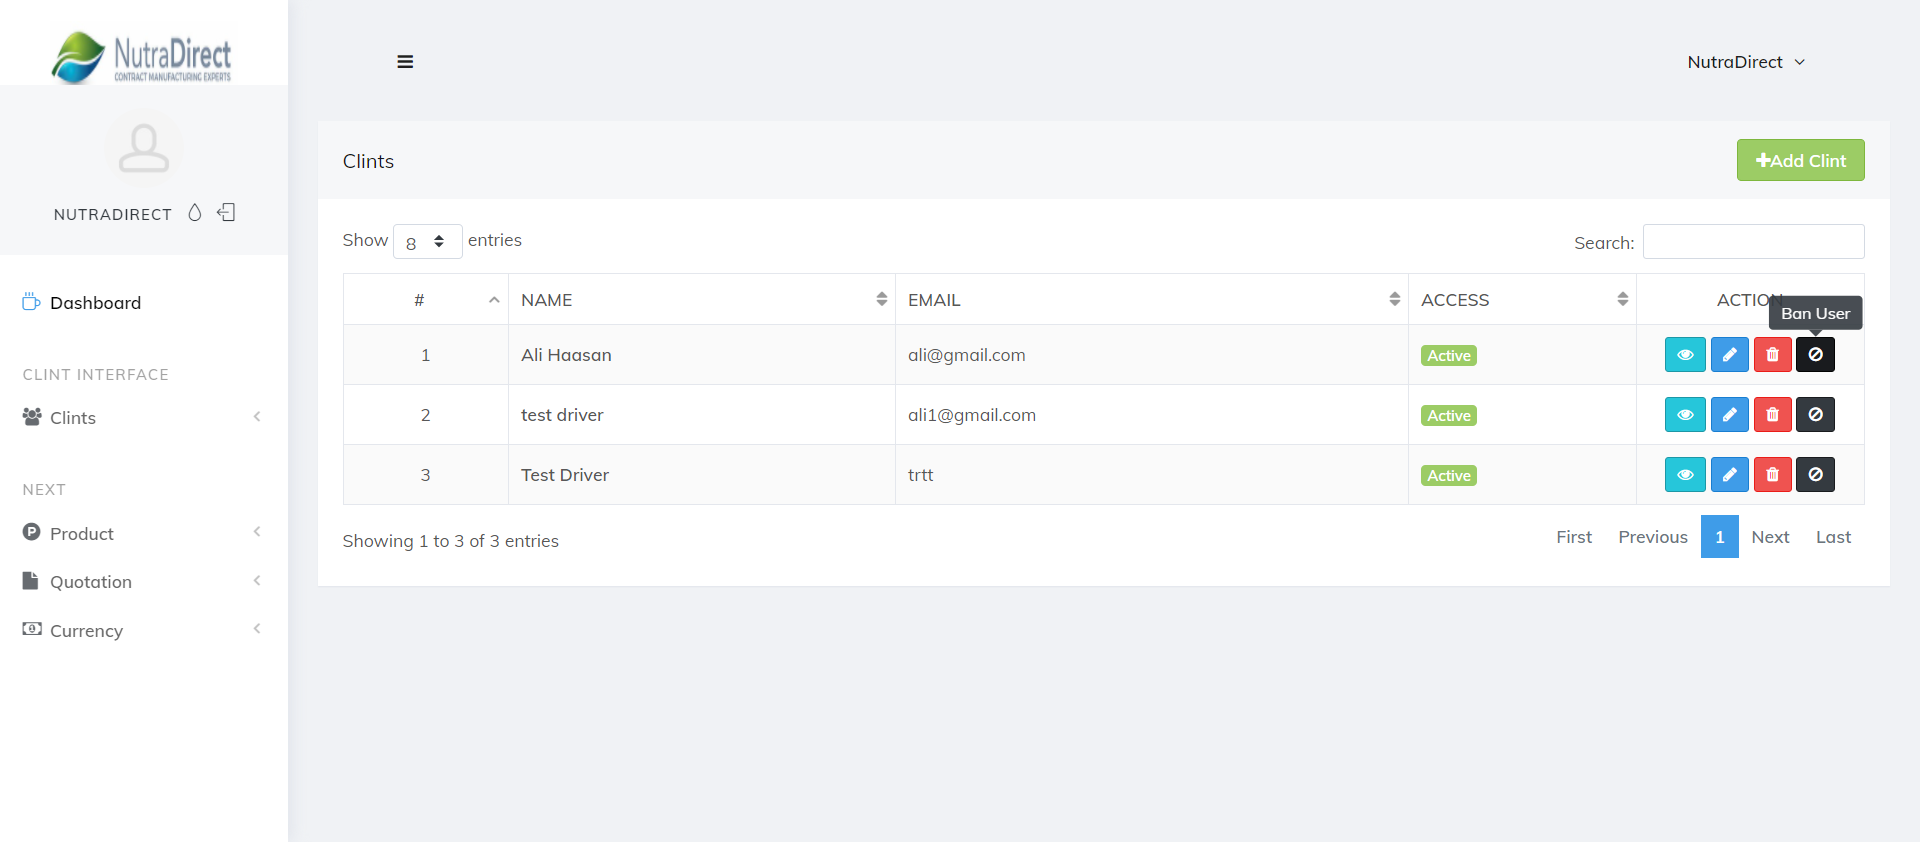 NutraDirect
CONTRACT MANUFACTURING EXPERTS
NUTRADIRECT
Dashboard
CLINT INTERFACE
Clints
NEXT
Product
Quotation
Currency
NutraDirect
Clints
Add Clint
Show 8 entries
Search:
# NAME EMAIL ACCESS ACTION
Ban User
1 Ali Haasan ali@gmail.com Active
2 test driver ali1@gmail.com Active
3 Test Driver trtt Active
Showing 1 to 3 of 3 entries
First Previous 1 Next Last